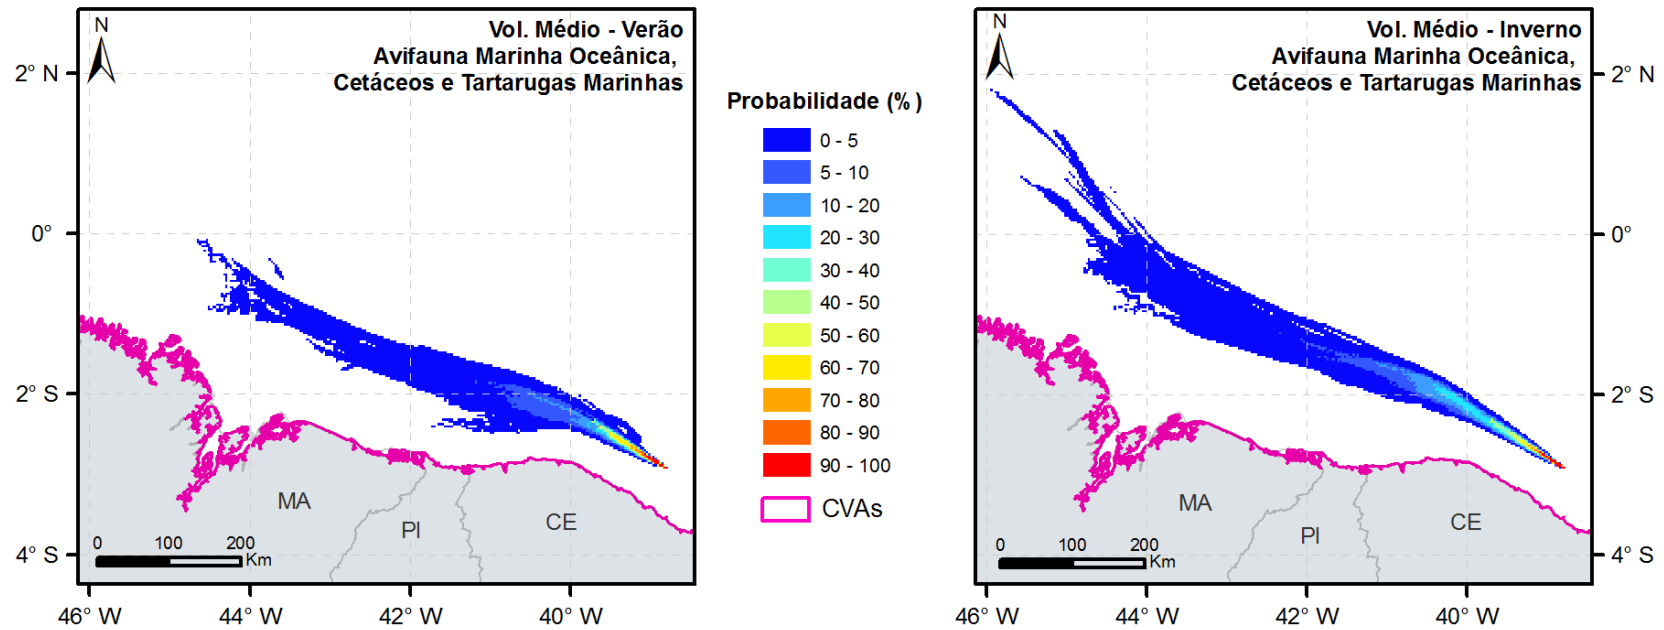 N
Vol. Médio - Verão
Avifauna Marinha Oceânica,
Cetáceos e Tartarugas Marinhas
2° N
0°
2° S
4° S
MA
PI
CE
0 100 200
Km
46° W 44° W 42° W 40° W
Probabilidade (%)
0 - 5
5 - 10
10 - 20
20 - 30
30 - 40
40 - 50
50 - 60
60 - 70
70 - 80
80 - 90
90 - 100
CVAs
N
Vol. Médio - Inverno
Avifauna Marinha Oceânica,
Cetáceos e Tartarugas Marinhas
2° N
0°
2° S
4° S
MA
PI
CE
0 100 200
Km
46° W 44° W 42° W 40° W